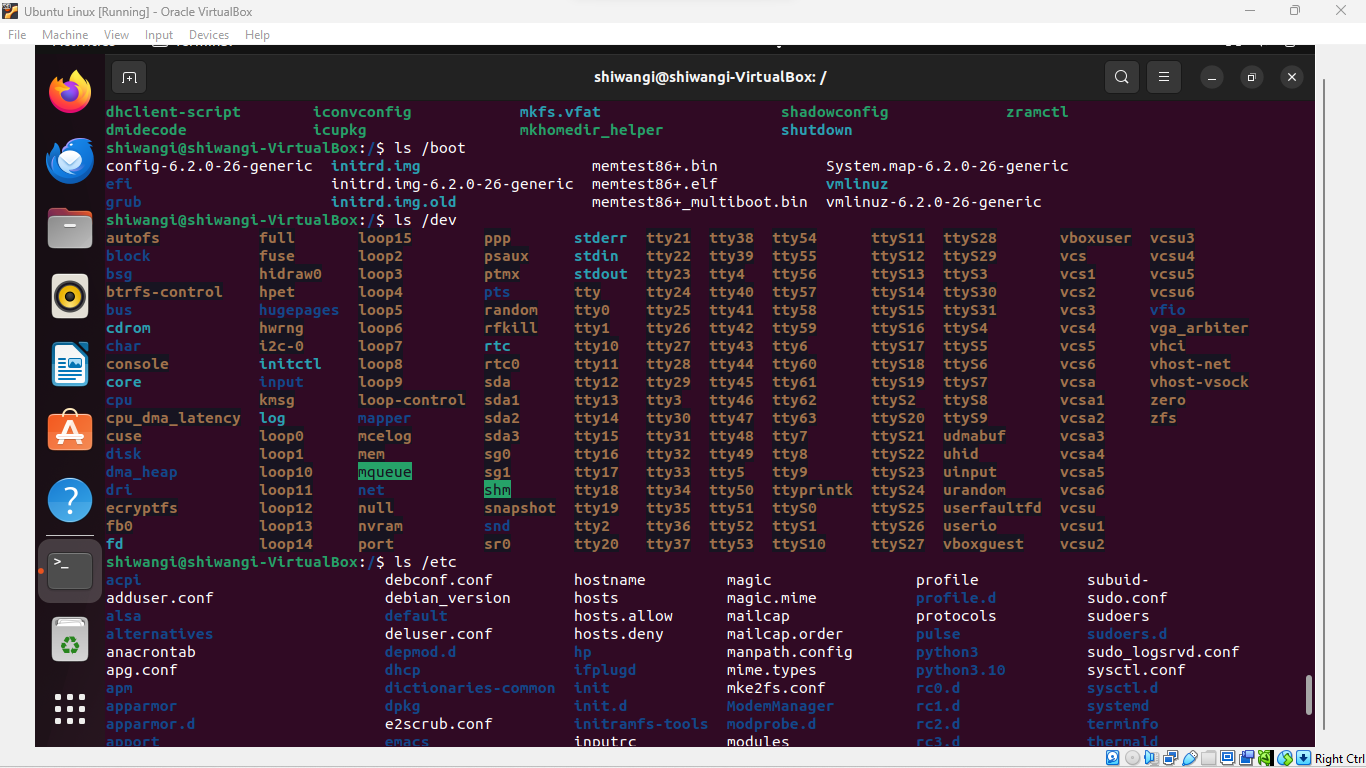 Ubuntu Linux [Running] - Oracle VirtualBox
File Machine View Input Devices Help
shiwangi@shiwangi-VirtualBox: /
dhclient-script iconvconfig mkfs.vfat shadowconfig zramctl
dmidecode icupkg mkhomedir_helper shutdown
shiwangi@shiwangi-VirtualBox:/$ ls /boot
config-6.2.0-26-generic initrd.img memtest86+.bin System.map-6.2.0-26-generic
efi initrd.img-6.2.0-26-generic memtest86+.elf vmlinuz
grub initrd.img.old memtest86+_multiboot.bin vmlinuz-6.2.0-26-generic
shiwangi@shiwangi-VirtualBox:/$ ls /dev
autofs full loop15 ppp stderr tty21 tty38 tty54 ttyS11 ttyS28 vboxuser vcsu3
block fuse loop2 psaux stdin tty22 tty39 tty55 ttyS12 ttyS29 vcs vcsu4
bsg hidraw0 loop3 ptmx stdout tty23 tty4 tty56 ttyS13 ttyS3 vcs1 vcsu5
btrfs-control hpet loop4 pts tty tty24 tty40 tty57 ttyS14 ttyS30 vcs2 vcsu6
bus hugepages loop5 random tty0 tty25 tty41 tty58 ttyS15 ttyS31 vcs3 vfio
cdrom hwrng loop6 rfkill tty1 tty26 tty42 tty59 ttyS16 ttyS4 vcs4 vga_arbiter
char i2c-0 loop7 rtc tty10 tty27 tty43 tty6 ttyS17 ttyS5 vcs5 vhci
console initctl loop8 rtc0 tty11 tty28 tty44 tty60 ttyS18 ttyS6 vcs6 vhost-net
core input loop9 sda tty12 tty29 tty45 tty61 ttyS19 ttyS7 vcsa vhost-vsock
cpu kmsg loop-control sda1 tty13 tty3 tty46 tty62 ttyS2 ttyS8 vcsa1 zero
cpu_dma_latency log mapper sda2 tty14 tty30 tty47 tty63 ttyS20 ttyS9 vcsa2 zfs
cuse loop0 mcelog sda3 tty15 tty31 tty48 tty7 ttyS21 udmabuf vcsa3
disk loop1 mem sg0 tty16 tty32 tty49 tty8 ttyS22 uhid vcsa4
dma_heap loop10 mqueue sg1 tty17 tty33 tty5 tty9 ttyS23 uinput vcsa5
dri loop11 net shm tty18 tty34 tty50 ttyprintk ttyS24 urandom vcsa6
ecryptfs loop12 null snapshot tty19 tty35 tty51 ttyS0 ttyS25 userfaultfd vcsu
fb0 loop13 nvram snd tty2 tty36 tty52 ttyS1 ttyS26 userio vcsu1
fd loop14 port sr0 tty20 tty37 tty53 ttyS10 ttyS27 vboxguest vcsu2
shiwangi@shiwangi-VirtualBox:/$ ls /etc
acpi debconf.conf hostname magic profile subuid-
adduser.conf debian_version hosts magic.mime profile.d sudo.conf
alsa default hosts.allow mailcap protocols sudoers
alternatives deluser.conf hosts.deny mailcap.order pulse sudoers.d
anacrontab depmod.d hp manpath.config python3 sudo_logsrvd.conf
apg.conf dhcp ifplugd mime.types python3.10 sysctl.conf
apm dictionaries-common init mke2fs.conf rc0.d sysctl.d
apparmor dpkg init.d ModemManager rc1.d systemd
apparmor.d e2scrub.conf initramfs-tools modprobe.d rc2.d terminfo
apport emacs inputrc modules rc3.d thermald
Right Ctrl